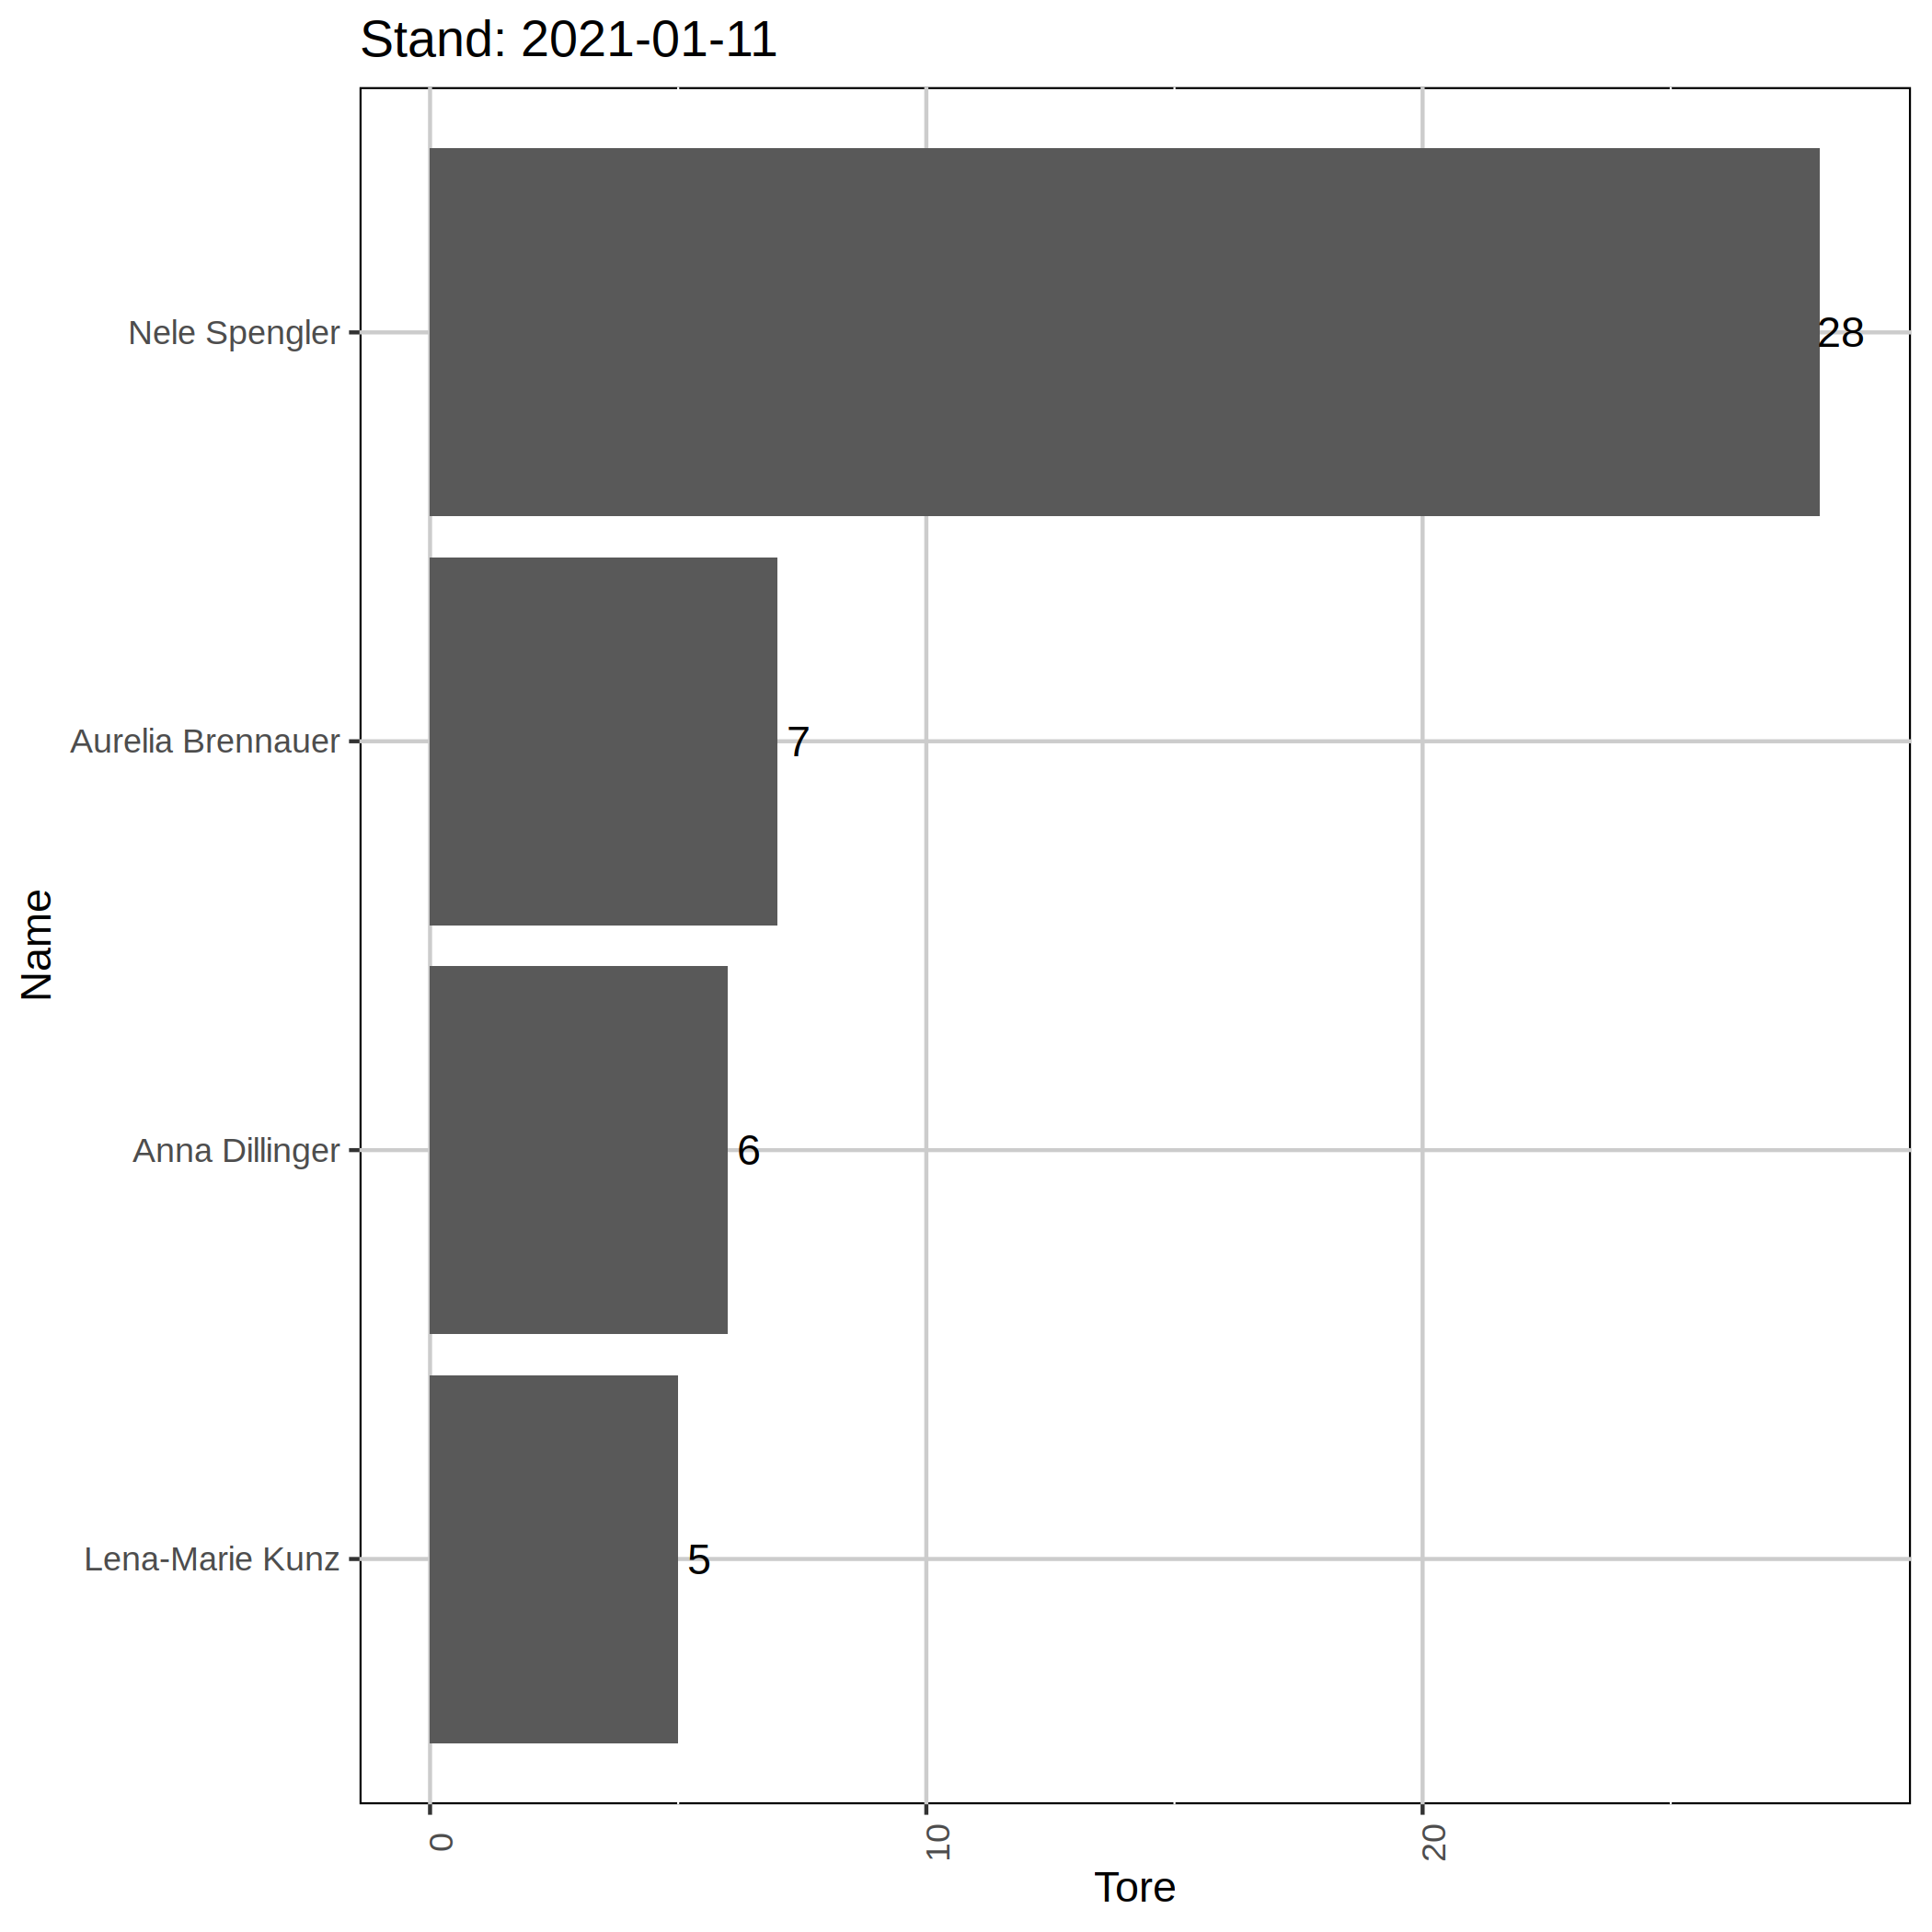 Stand: 2021-01-11
Nele Spengler
28
Aurelia Brennauer
7
Name
Anna Dillinger
6
Lena-Marie Kunz
5
0
10
20
Tore